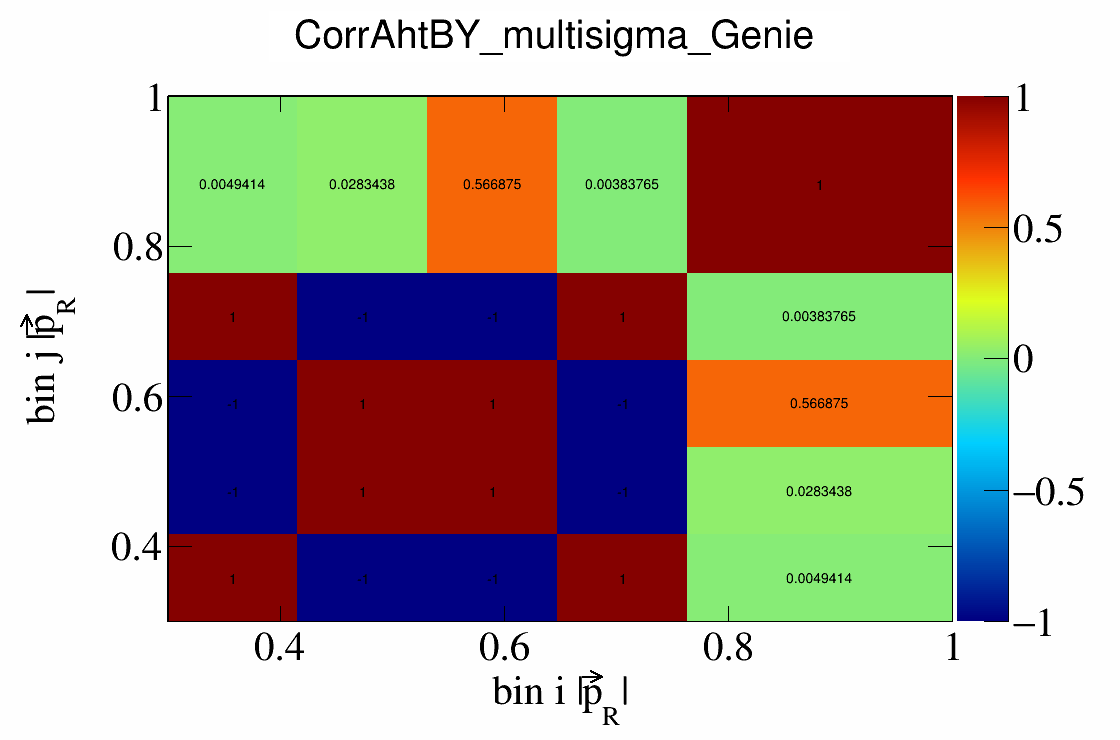 CorrAhtBY_multisigma_Genie
1
0.0049414 0.0283438 0.566875 0.00383765 1
0.8
1 -1 -1 1 0.00383765
0.6
-1 1 1 -1 0.566875
-1 1 1 -1 0.0283438
0.4
1 -1 -1 1 0.0049414
0.4 0.6 0.8 1
bin i |p⃗_R|
bin j |p⃗_R|
1
0.5
0
−0.5
−1